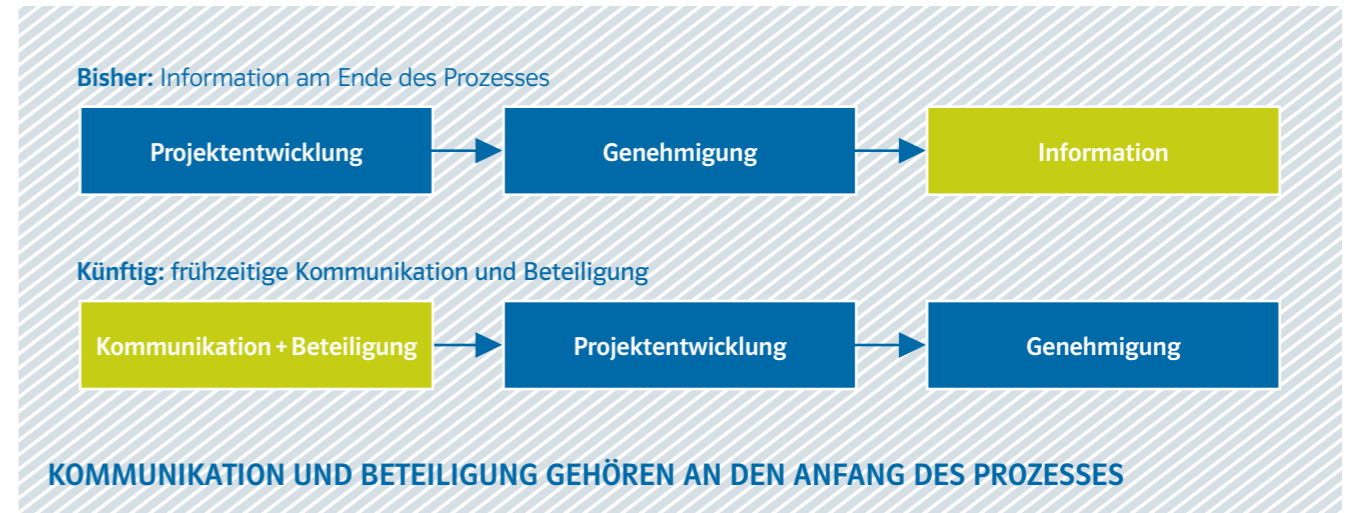 Bisher: Information am Ende des Prozesses
Projektentwicklung
Genehmigung
Information
Künftig: frühzeitige Kommunikation und Beteiligung
Kommunikation + Beteiligung
Projektentwicklung
Genehmigung
KOMMUNIKATION UND BETEILIGUNG GEHÖREN AN DEN ANFANG DES PROZESSES